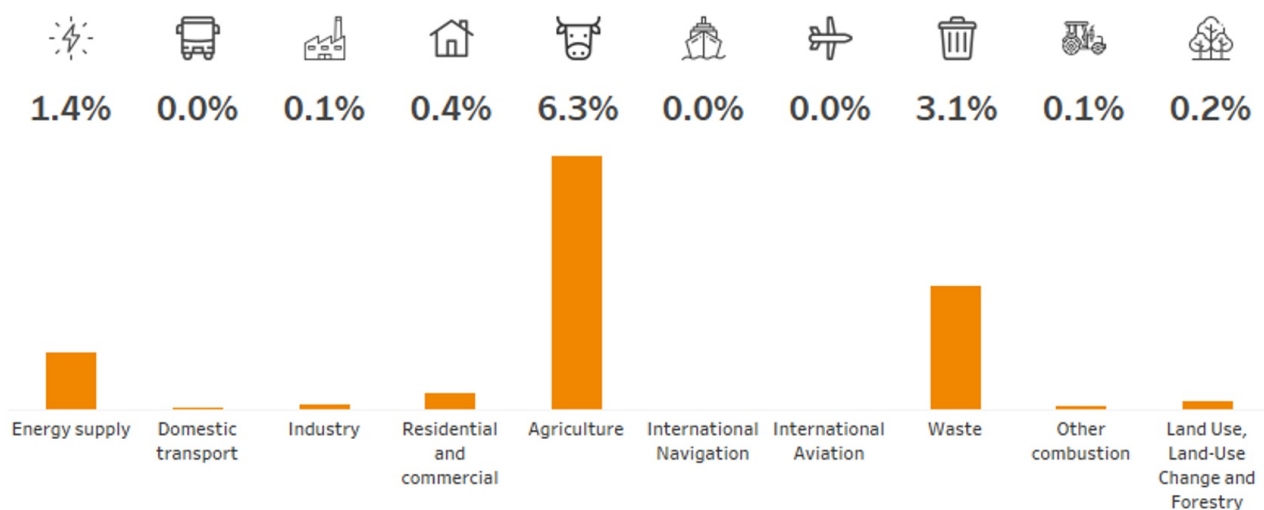 1.4% 0.0% 0.1% 0.4% 6.3% 0.0% 0.0% 3.1% 0.1% 0.2%
Energy supply
Domestic
transport
Industry
Residential
and
commercial
Agriculture
International
Navigation
International
Aviation
Waste
Other
combustion
Land Use,
Land-Use
Change and
Forestry